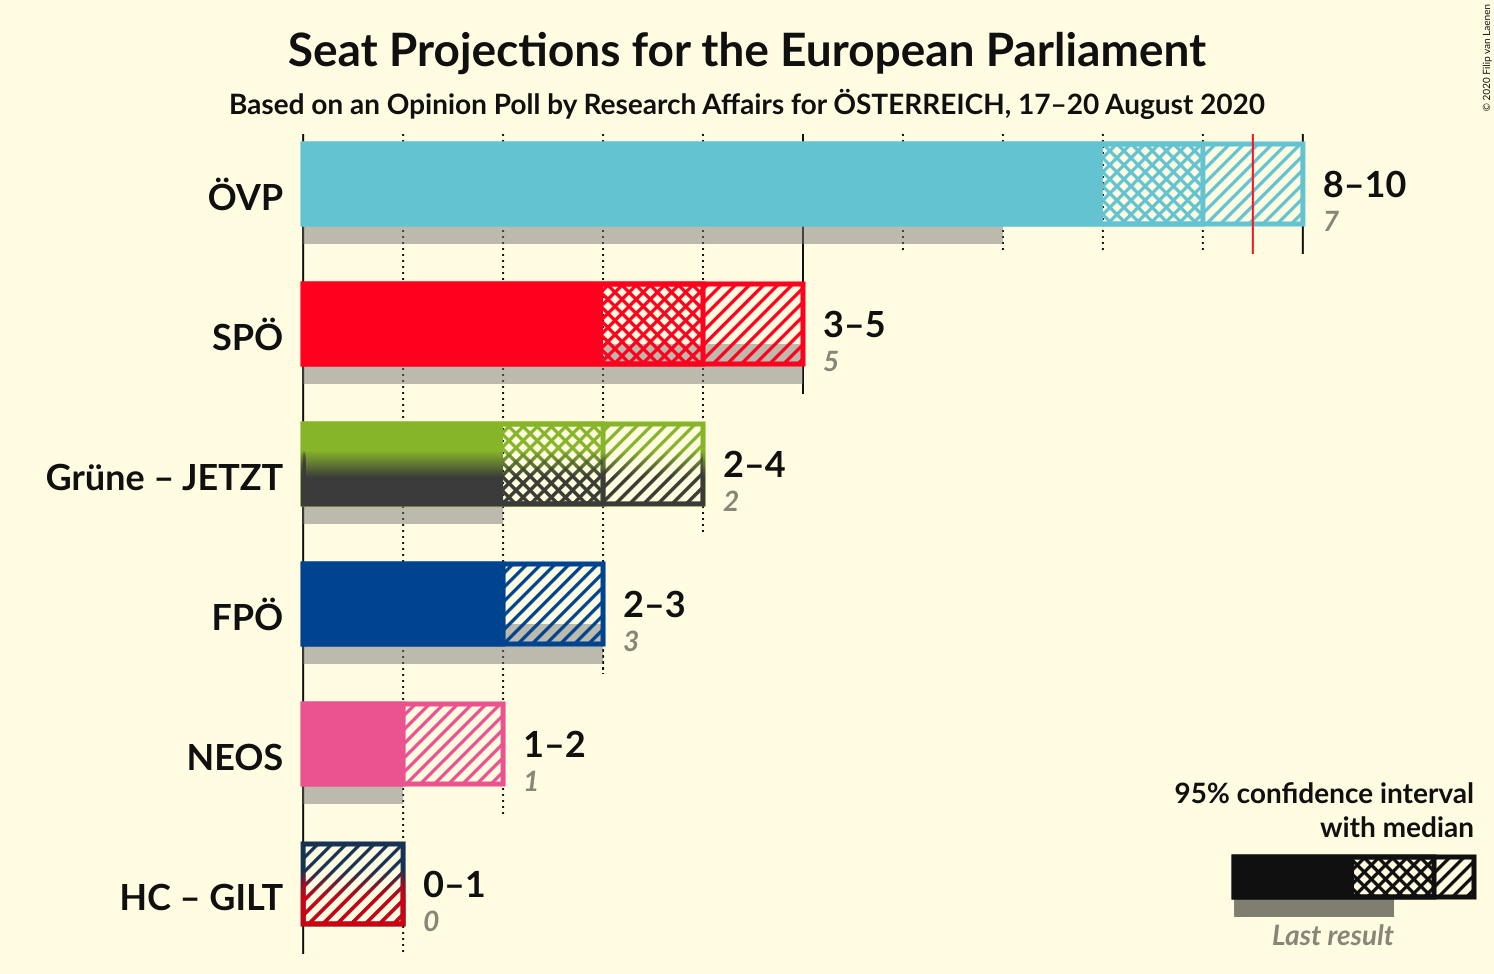 Seat Projections for the European Parliament
Based on an Opinion Poll by Research Affairs for ÖSTERREICH, 17–20 August 2020
© 2020 Filip van Laenen
ÖVP
8–10
7
SPÖ
3–5
5
Grüne – JETZT
2–4
2
FPÖ
2–3
3
NEOS
1–2
1
HC – GILT
0–1
0
95% confidence interval
with median
Last result